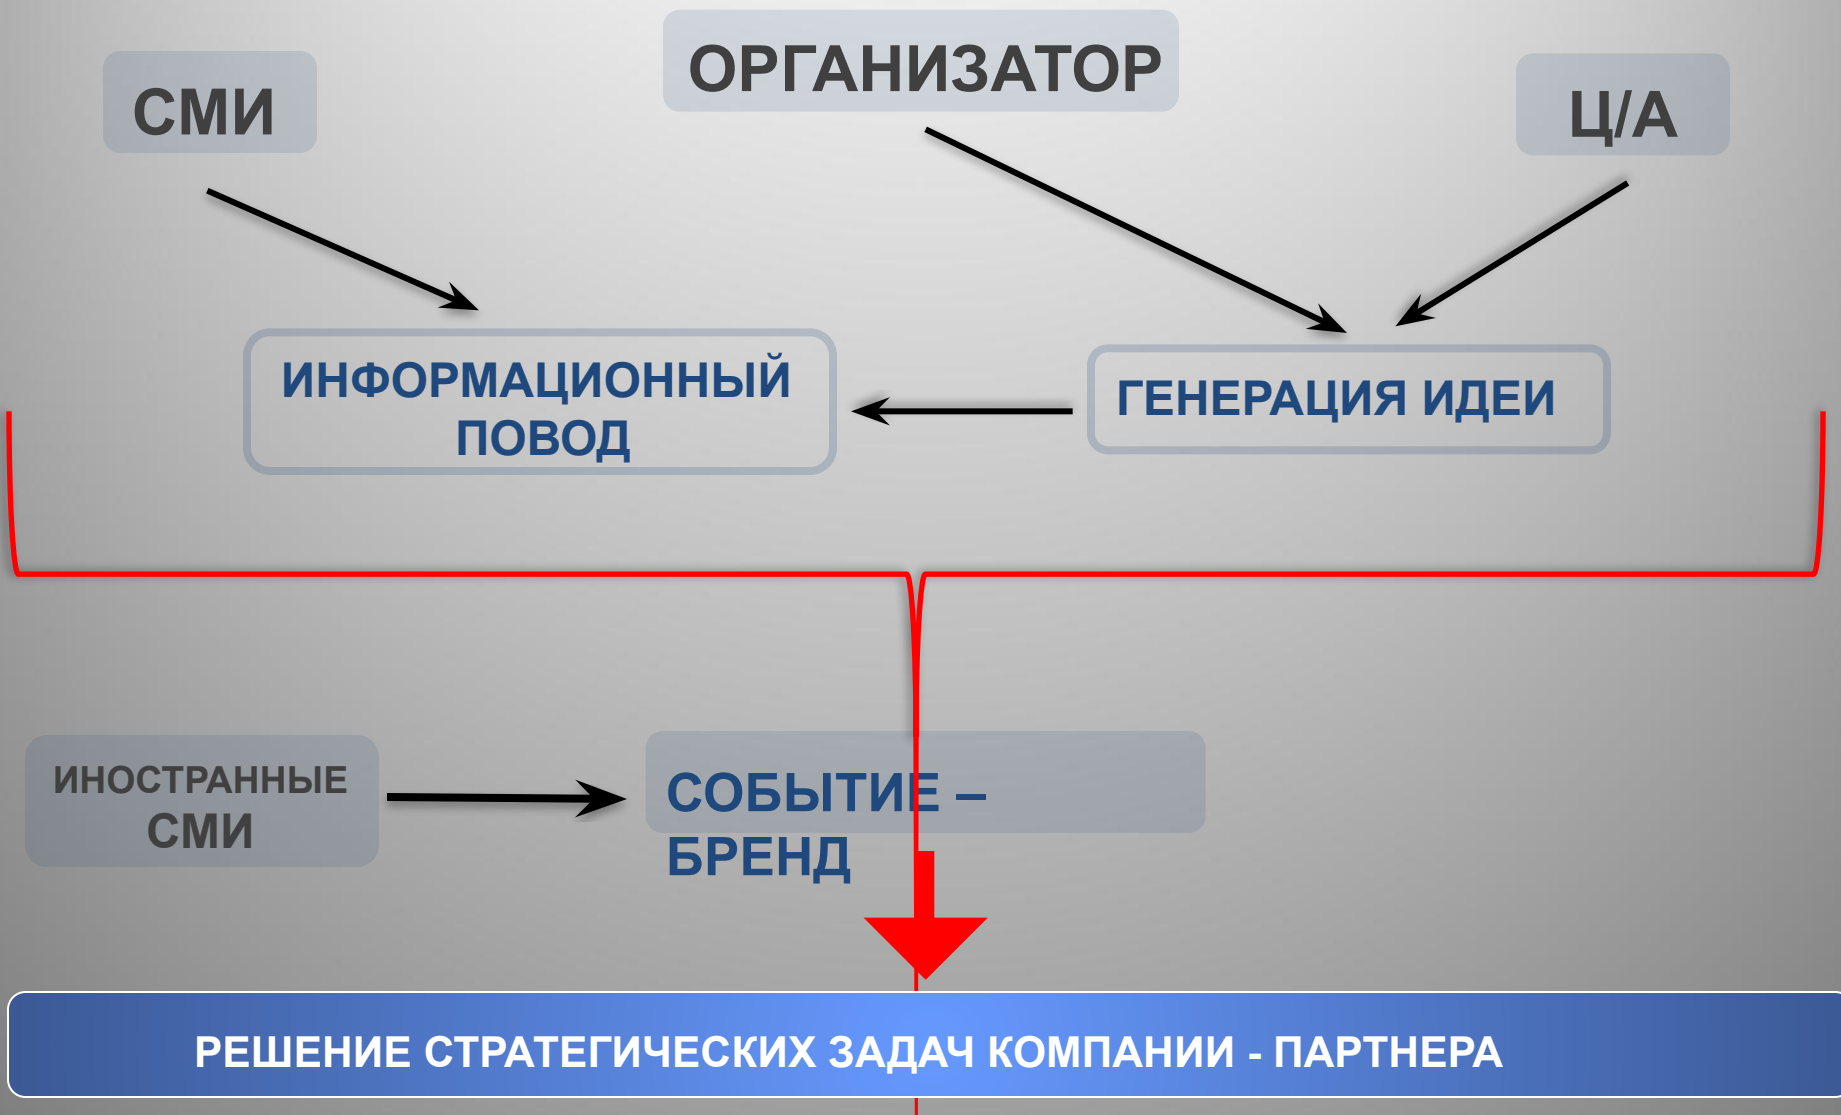 СМИ
ОРГАНИЗАТОР
Ц/А
ИНФОРМАЦИОННЫЙ
ПОВОД
ГЕНЕРАЦИЯ ИДЕИ
ИНОСТРАННЫЕ
СМИ
СОБЫТИЕ –
БРЕНД
РЕШЕНИЕ СТРАТЕГИЧЕСКИХ ЗАДАЧ КОМПАНИИ - ПАРТНЕРА